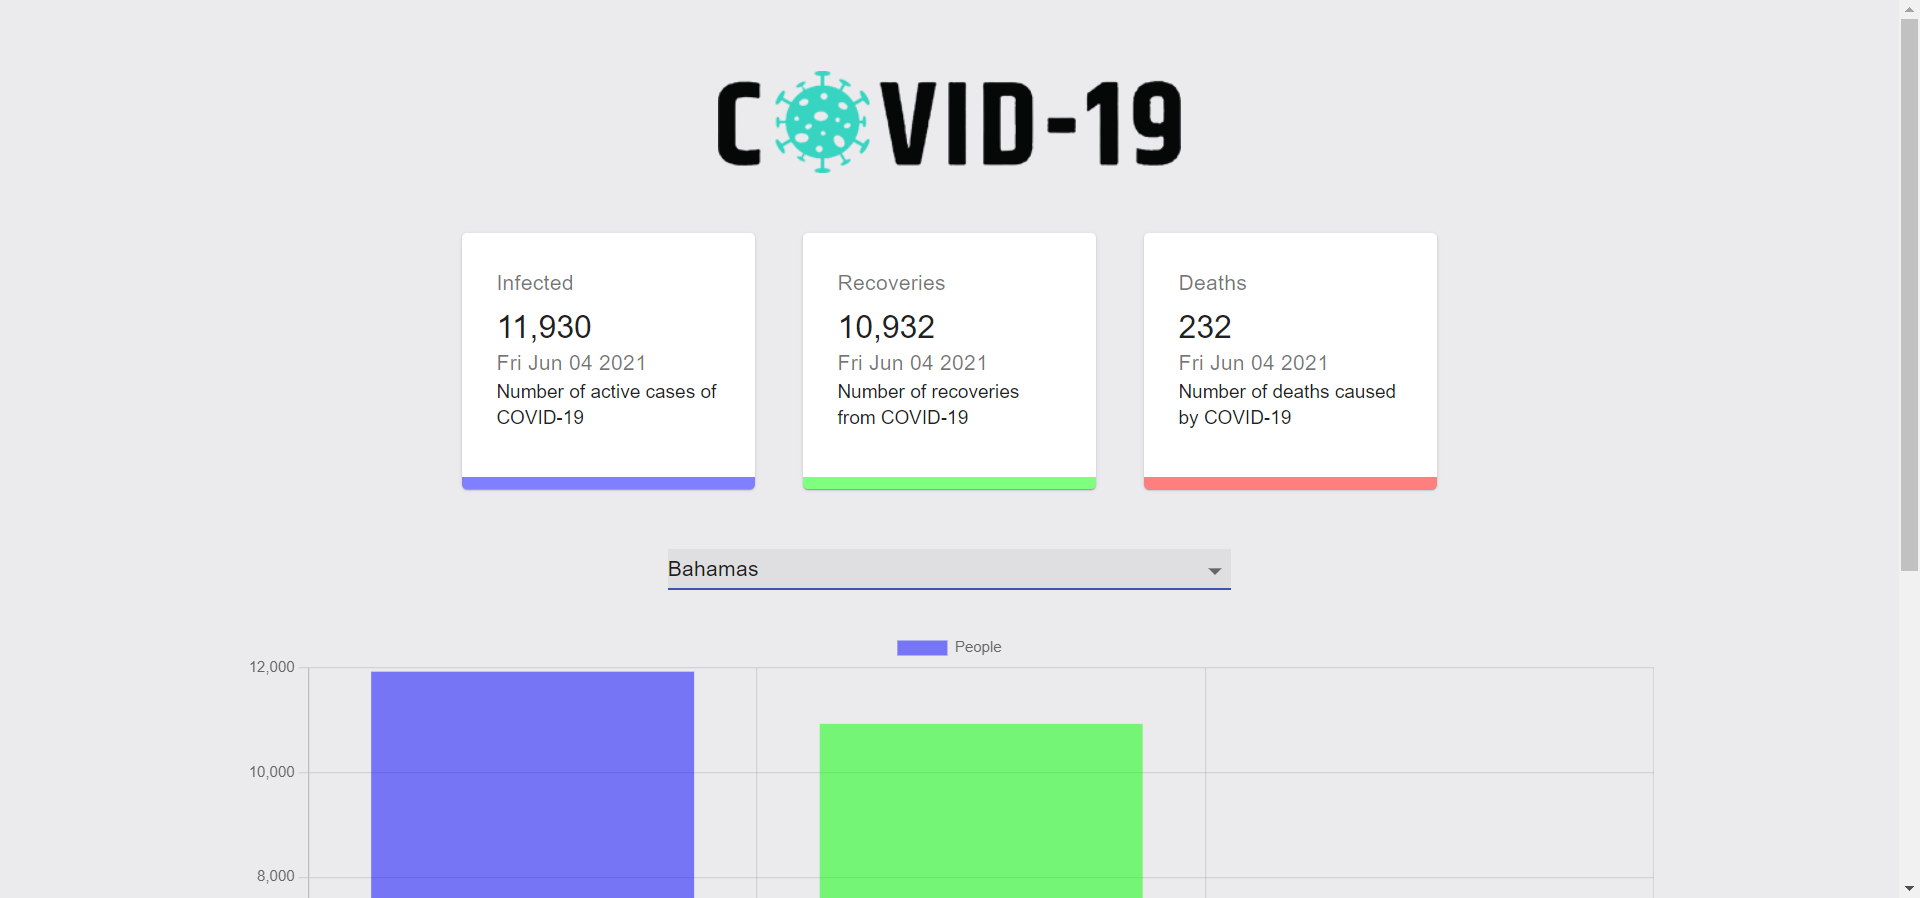 COVID-19
Infected
11,930
Fri Jun 04 2021
Number of active cases of
COVID-19
Recoveries
10,932
Fri Jun 04 2021
Number of recoveries
from COVID-19
Deaths
232
Fri Jun 04 2021
Number of deaths caused
by COVID-19
Bahamas
People
12,000
10,000
8,000